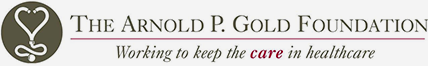 THE ARNOLD P. GOLD FOUNDATION
Working to keep the care in healthcare